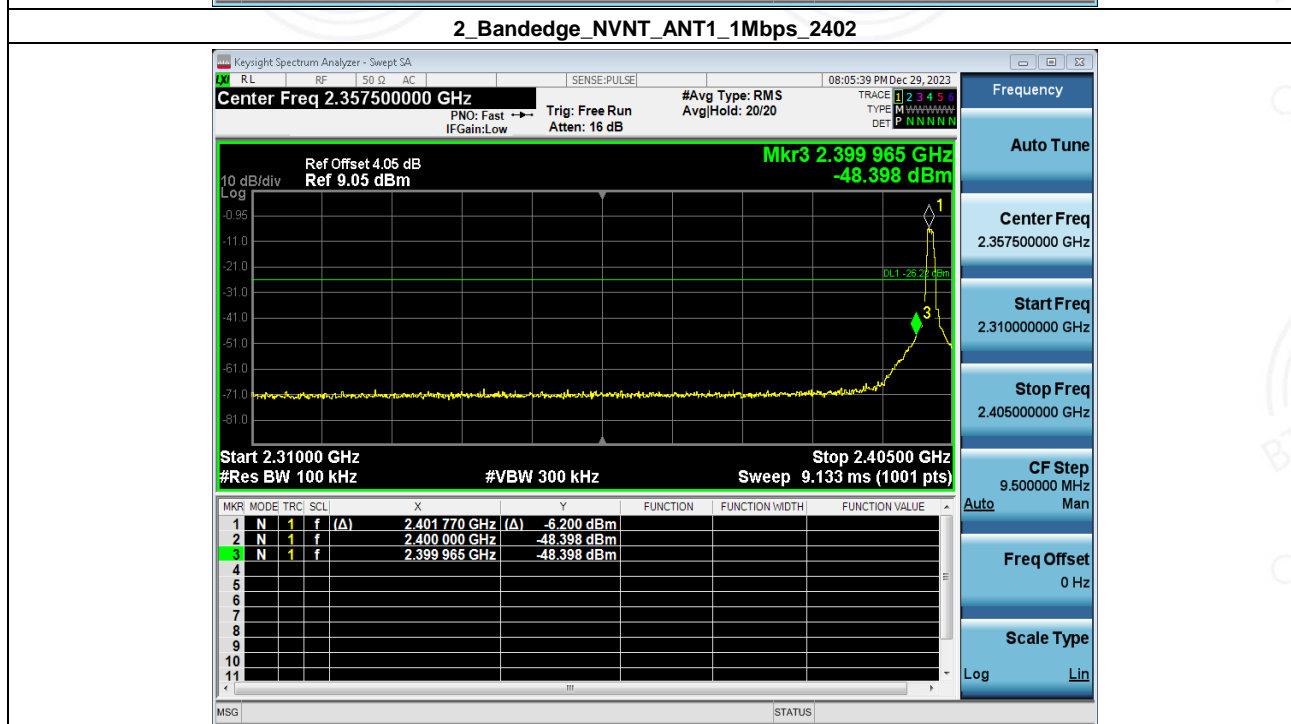 2_Bandedge_NVNT_ANT1_1Mbps_2402
Keysight Spectrum Analyzer - Swept SA
LXI RL RF 50 Ω AC SENSE:PULSE 08:05:39 PM Dec 29, 2023
Center Freq 2.357500000 GHz
PNO: Fast
IFGain:Low
Trig: Free Run
Atten: 16 dB
#Avg Type: RMS
Avg|Hold: 20/20
TRACE 1 2 3 4 5 6
TYPE M WWWWW
DET P N N N N N
Mkr3 2.399 965 GHz
-48.398 dBm
Ref Offset 4.05 dB
10 dB/div Ref 9.05 dBm
Log
-0.95
-11.0
-21.0
-31.0
-41.0
-51.0
-61.0
-71.0
-81.0
1
3
Start 2.31000 GHz Stop 2.40500 GHz
#Res BW 100 kHz #VBW 300 kHz Sweep 9.133 ms (1001 pts)
MKR MODE TRC SCL X Y FUNCTION FUNCTION WIDTH FUNCTION VALUE
1 N 1 f (Δ) 2.401 770 GHz (Δ) -6.200 dBm
2 N 1 f 2.400 000 GHz -48.398 dBm
3 N 1 f 2.399 965 GHz -48.398 dBm
4
5
6
7
8
9
10
11
MSG STATUS
Frequency
Auto Tune
Center Freq
2.357500000 GHz
Start Freq
2.310000000 GHz
Stop Freq
2.405000000 GHz
CF Step
9.500000 MHz
Auto Man
Freq Offset
0 Hz
Scale Type
Log Lin